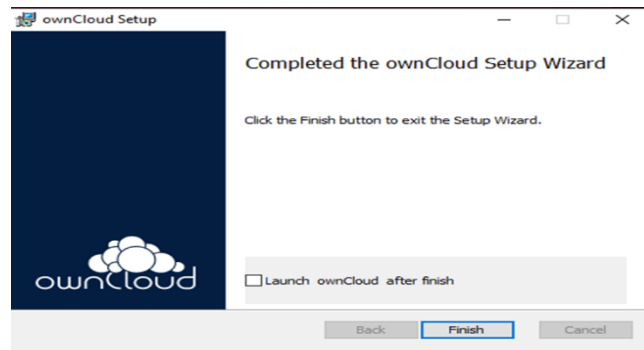 ownCloud Setup
Completed the ownCloud Setup Wizard
Click the Finish button to exit the Setup Wizard.
ownCloud
Launch ownCloud after finish
Back Finish Cancel